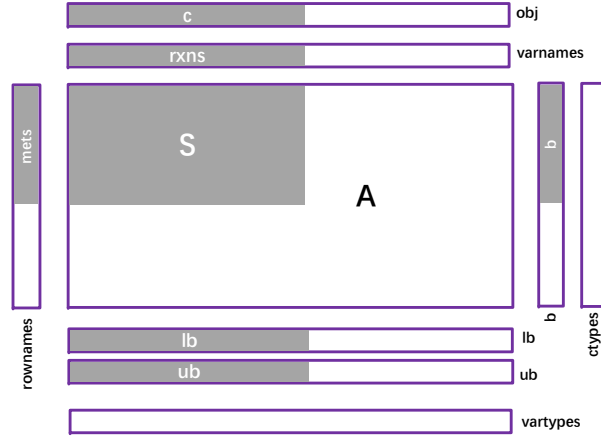 c
obj
rxns
varnames
mets
S
A
b
rownames
b
ctypes
lb
lb
ub
ub
vartypes